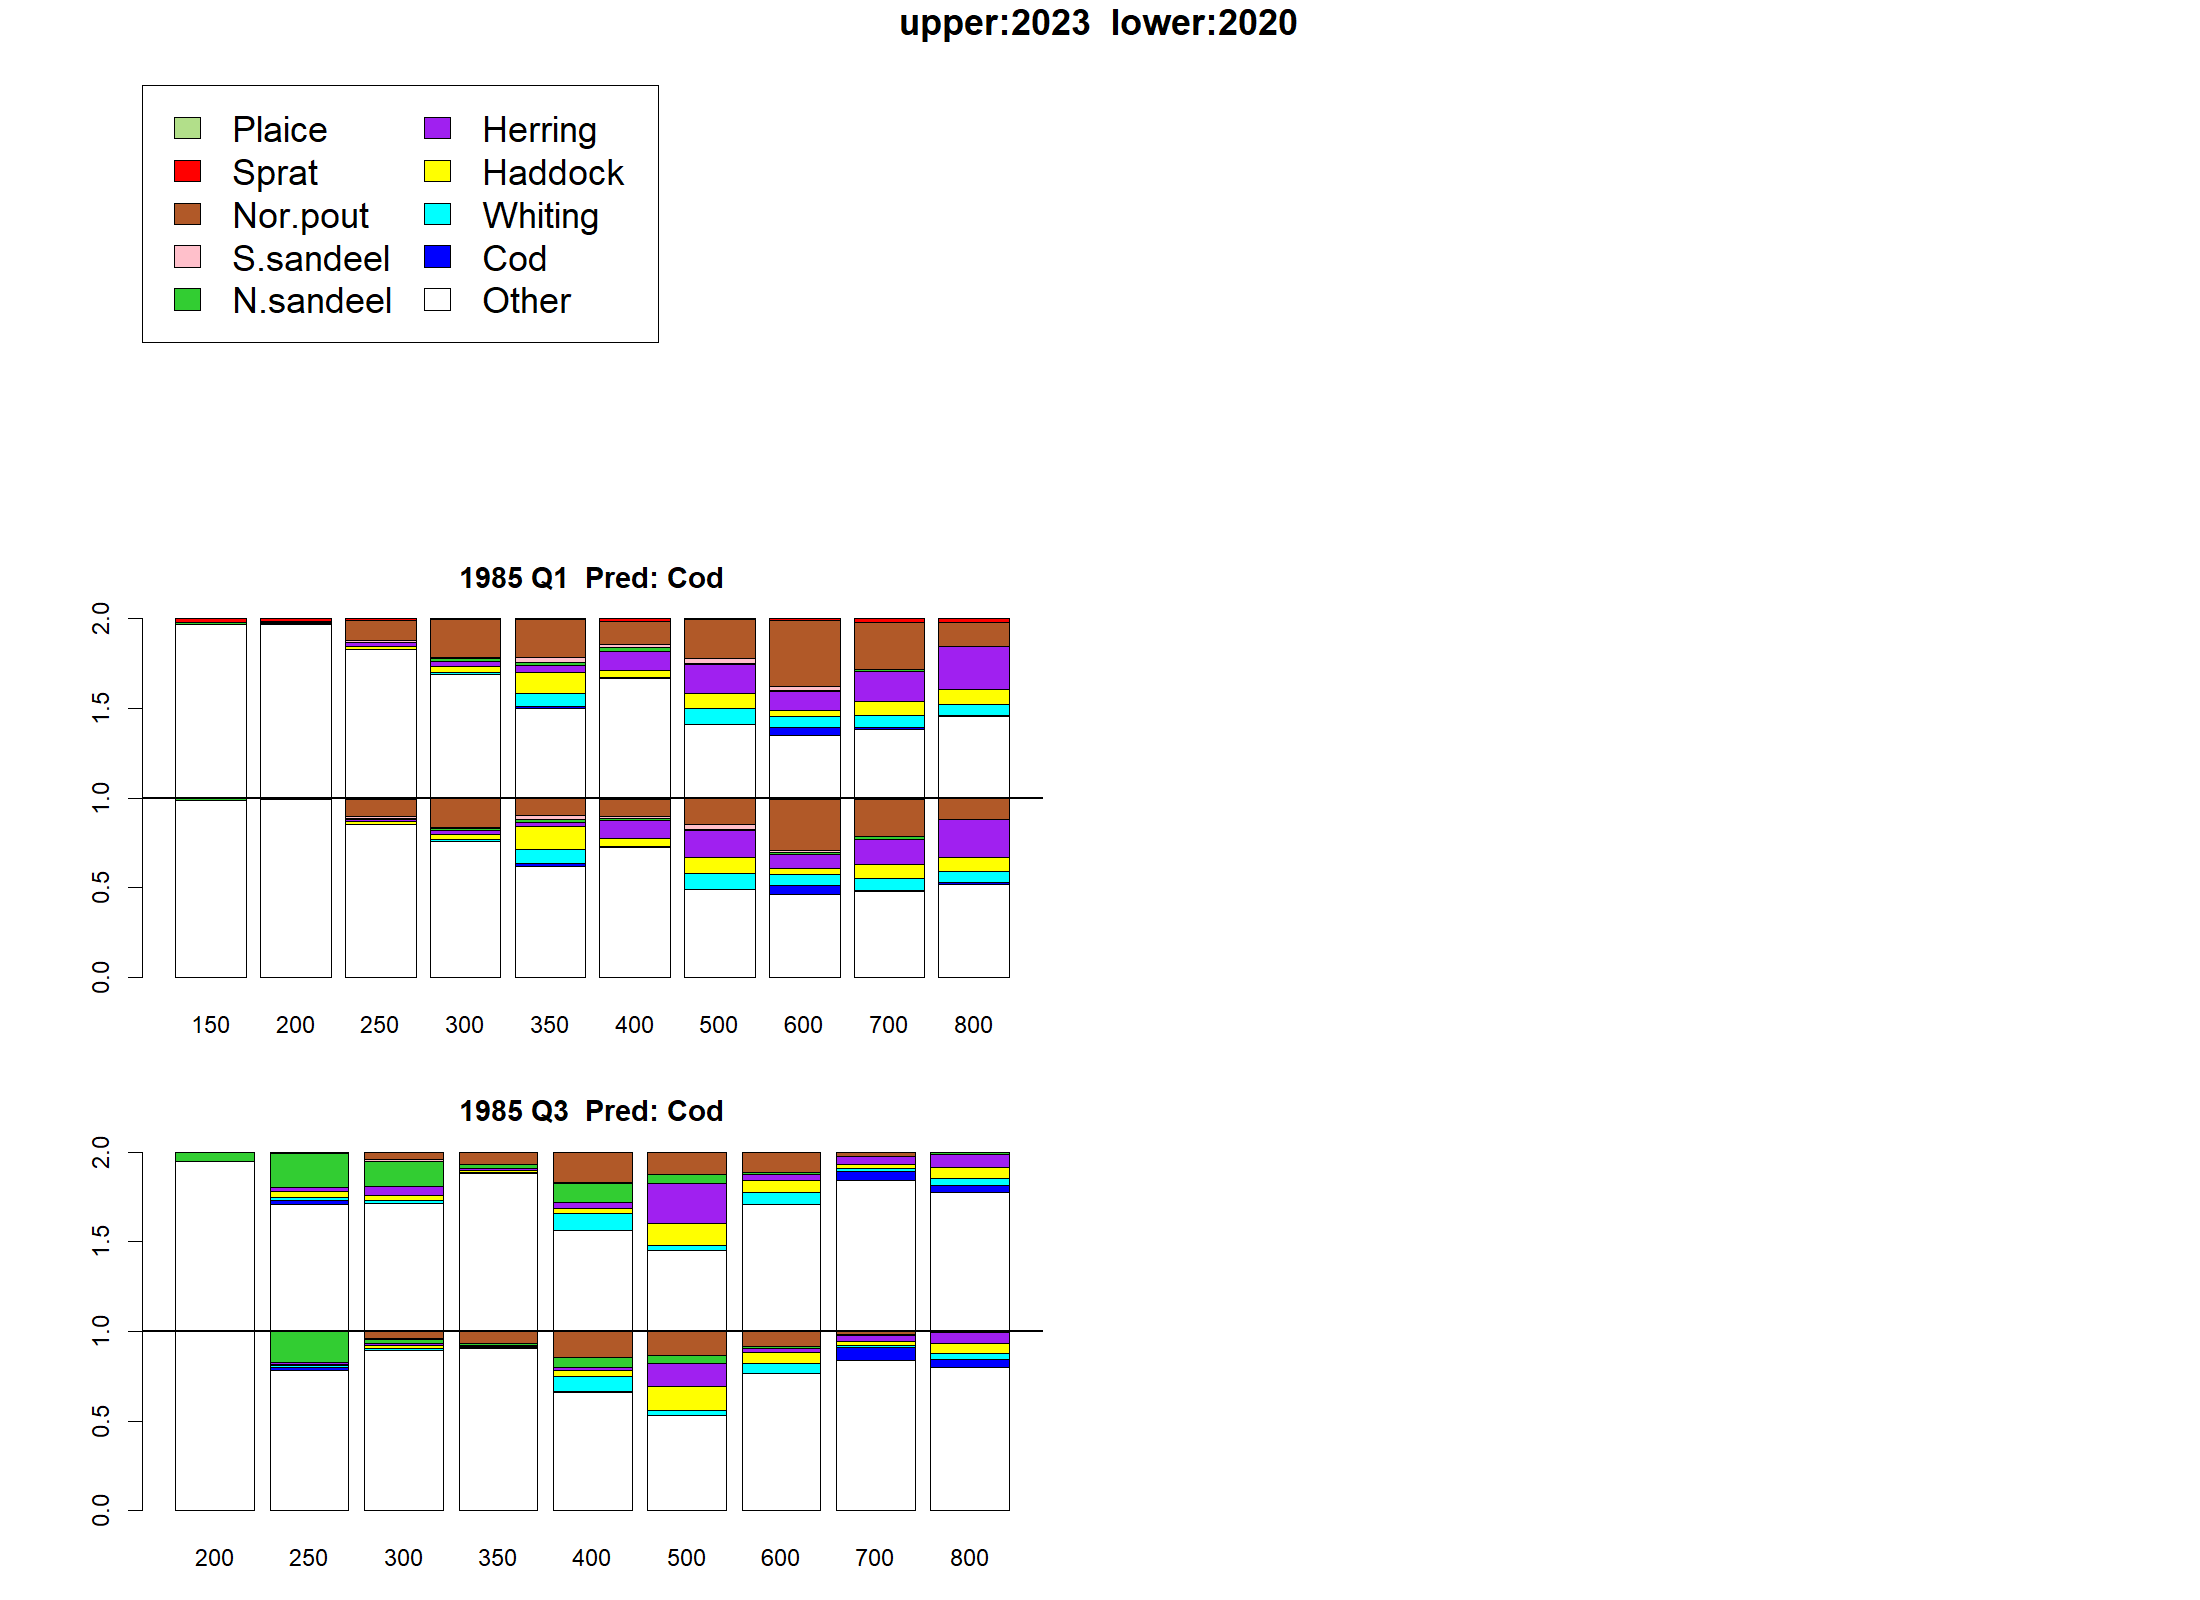 upper:2023  lower:2020
Plaice
Sprat
Nor.pout
S.sandeel
N.sandeel
Herring
Haddock
Whiting
Cod
Other
1985 Q1  Pred: Cod
2.0
1.5
1.0
0.5
0.0
150 200 250 300 350 400 500 600 700 800
1985 Q3  Pred: Cod
2.0
1.5
1.0
0.5
0.0
200 250 300 350 400 500 600 700 800